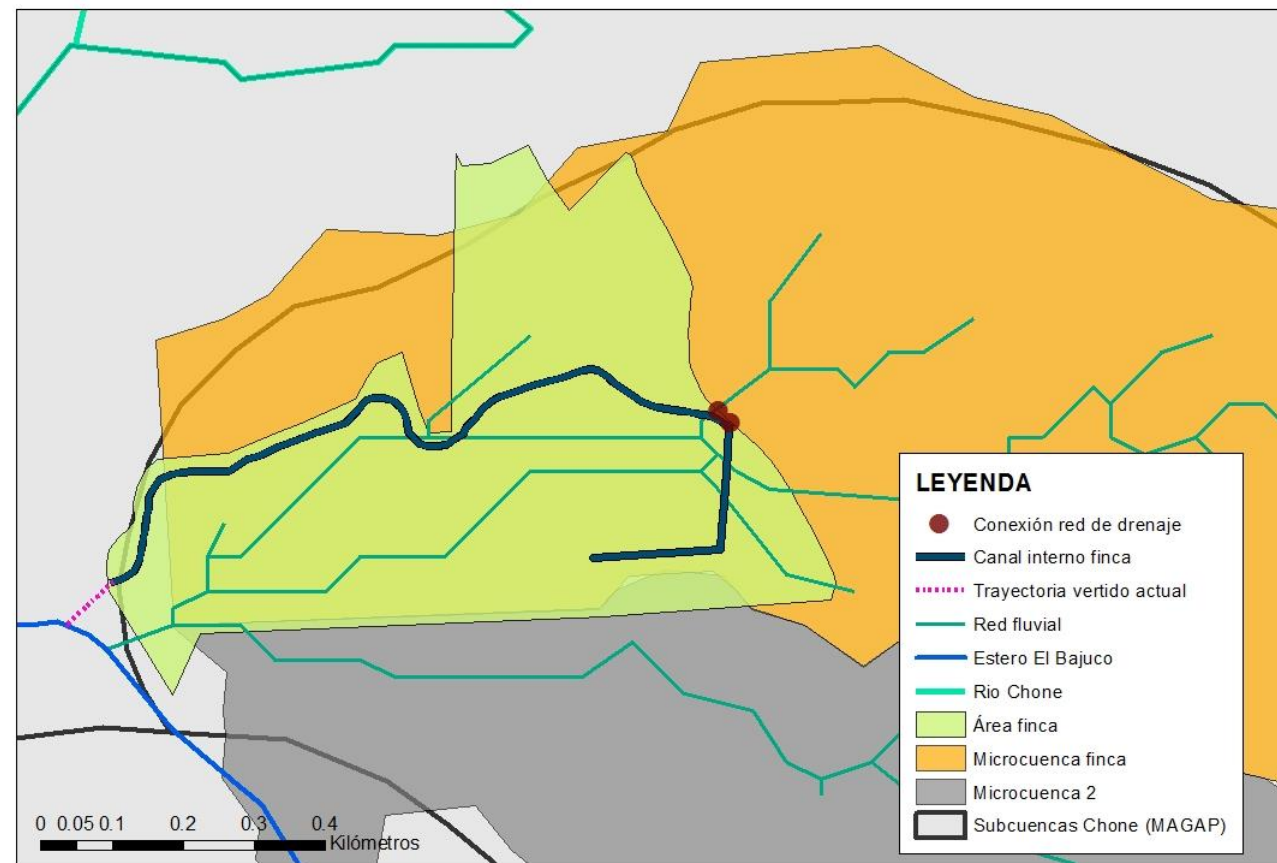 LEYENDA
Conexión red de drenaje
Canal interno finca
Trayectoria vertido actual
Red fluvial
Estero El Bajuco
Rio Chone
Área finca
Microcuenca finca
Microcuenca 2
Subcuencas Chone (MAGAP)
0 0.05 0.1 0.2 0.3 0.4
Kilómetros